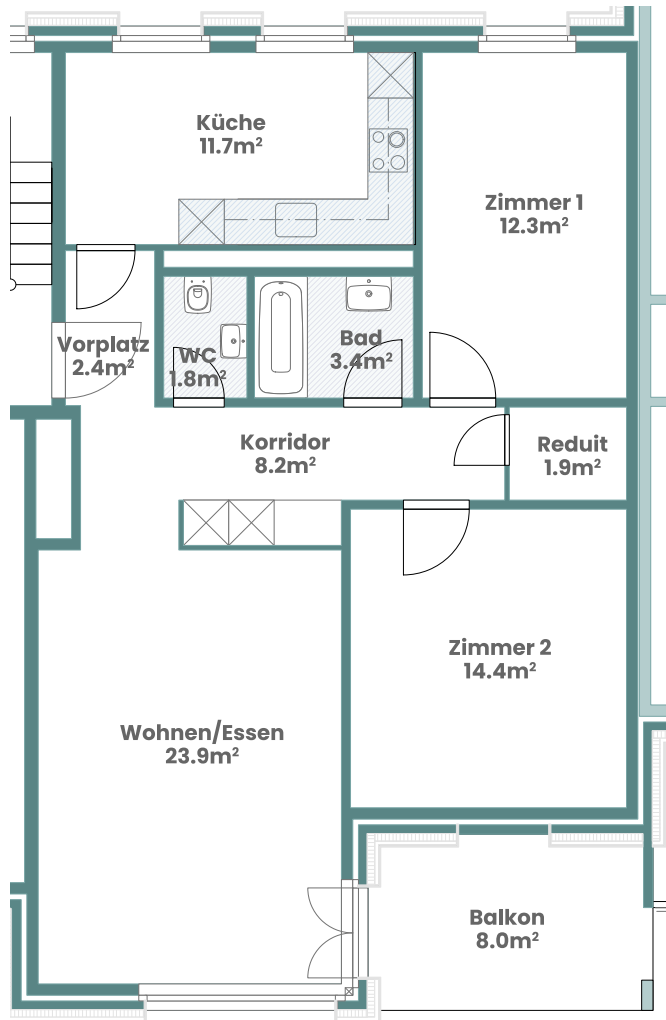 Küche
11.7m²
Zimmer 1
12.3m²
Vorplatz
2.4m²
WC
1.8m²
Bad
3.4m²
Korridor
8.2m²
Reduit
1.9m²
Zimmer 2
14.4m²
Wohnen/Essen
23.9m²
Balkon
8.0m²